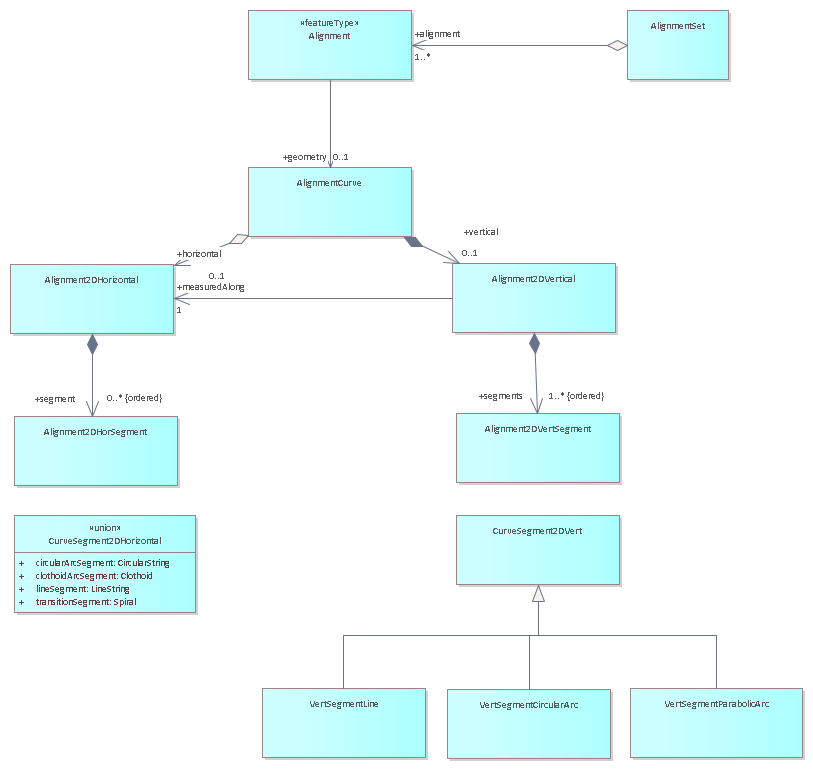 «featureType»
Alignment
AlignmentSet
+alignment
1..*
+geometry 0..1
AlignmentCurve
+vertical
0..1
+horizontal
0..1
+measuredAlong
1
Alignment2DHorizontal
Alignment2DVertical
+segment
0..* {ordered}
+segments
1..* {ordered}
Alignment2DHorSegment
Alignment2DVertSegment
«union»
CurveSegment2DHorizontal
+ circularArcSegment: CircularString
+ clothoidArcSegment: Clothoid
+ lineSegment: LineString
+ transitionSegment: Spiral
CurveSegment2DVert
VertSegmentLine
VertSegmentCircularArc
VertSegmentParabolicArc